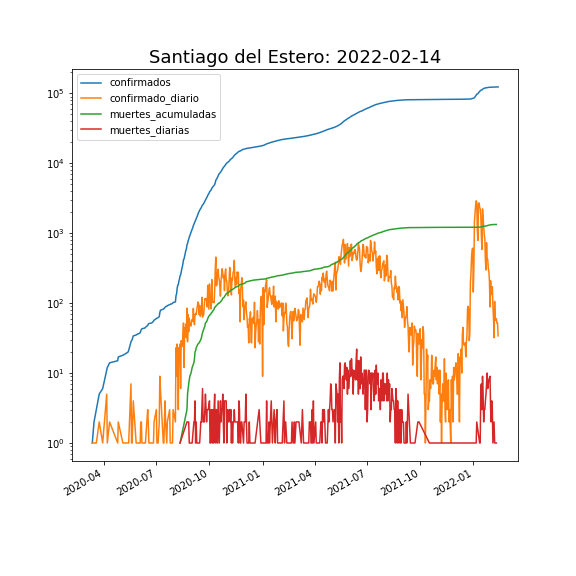 Santiago del Estero: 2022-02-14
confirmados
confirmado_diario
muertes_acumuladas
muertes_diarias
10^5
10^4
10^3
10^2
10^1
10^0
2020-04 2020-07 2020-10 2021-01 2021-04 2021-07 2021-10 2022-01